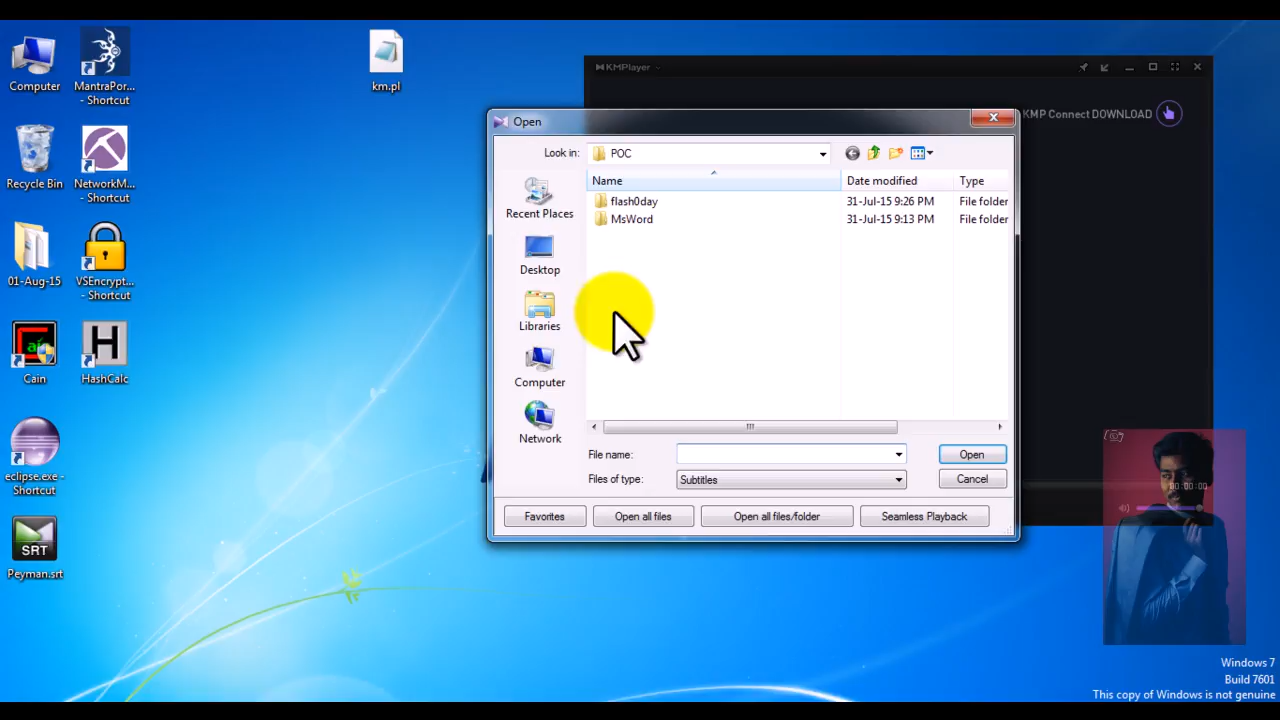 Computer
MantraPor...
- Shortcut
km.pl
Recycle Bin
NetworkM...
- Shortcut
01-Aug-15
VSEncrypt...
- Shortcut
Cain
HashCalc
eclipse.exe -
Shortcut
SRT
Peyman.srt
KMPlayer
KMP Connect DOWNLOAD
Open
Look in:
POC
Name
Date modified
Type
flash0day
31-Jul-15 9:26 PM
File folder
MsWord
31-Jul-15 9:13 PM
File folder
Recent Places
Desktop
Libraries
Computer
Network
File name:
Open
Files of type:
Subtitles
Cancel
Favorites
Open all files
Open all files/folder
Seamless Playback
00:00:00
Windows 7
Build 7601
This copy of Windows is not genuine